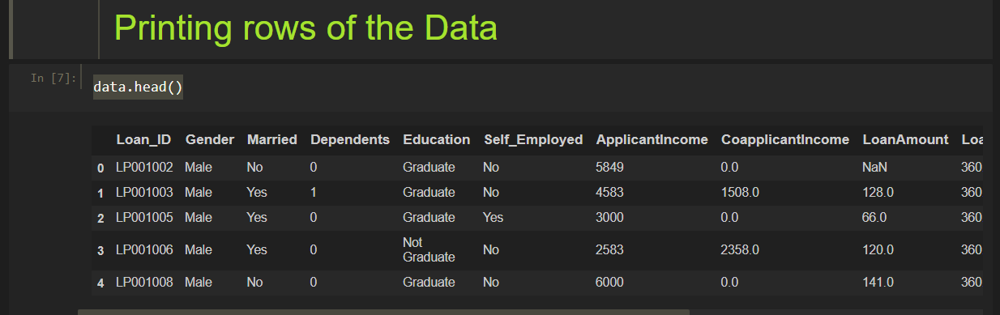 Printing rows of the Data
In [7]:
data.head()
Loan_ID Gender Married Dependents Education Self_Employed ApplicantIncome CoapplicantIncome LoanAmount Loa
0 LP001002 Male No 0 Graduate No 5849 0.0 NaN 360
1 LP001003 Male Yes 1 Graduate No 4583 1508.0 128.0 360
2 LP001005 Male Yes 0 Graduate Yes 3000 0.0 66.0 360
3 LP001006 Male Yes 0 Not Graduate No 2583 2358.0 120.0 360
4 LP001008 Male No 0 Graduate No 6000 0.0 141.0 360